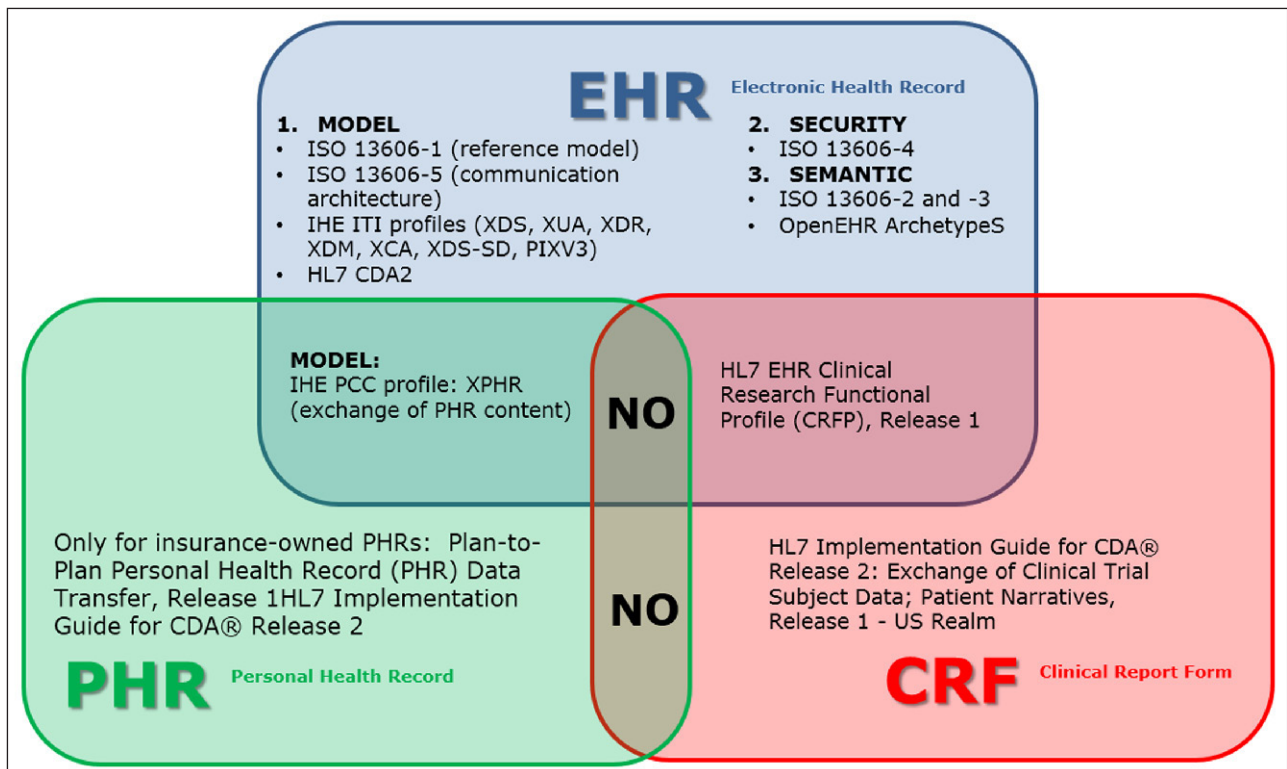 EHR Electronic Health Record
1. MODEL
• ISO 13606-1 (reference model)
• ISO 13606-5 (communication
architecture)
• IHE ITI profiles (XDS, XUA, XDR,
XDM, XCA, XDS-SD, PIXV3)
• HL7 CDA2
2. SECURITY
• ISO 13606-4
3. SEMANTIC
• ISO 13606-2 and -3
• OpenEHR ArchetypeS
MODEL:
IHE PCC profile: XPHR
(exchange of PHR content)
NO
HL7 EHR Clinical
Research Functional
Profile (CRFP), Release 1
Only for insurance-owned PHRs: Plan-to-
Plan Personal Health Record (PHR) Data
Transfer, Release 1HL7 Implementation
Guide for CDA® Release 2
NO
HL7 Implementation Guide for CDA®
Release 2: Exchange of Clinical Trial
Subject Data; Patient Narratives,
Release 1 - US Realm
PHR Personal Health Record
CRF Clinical Report Form